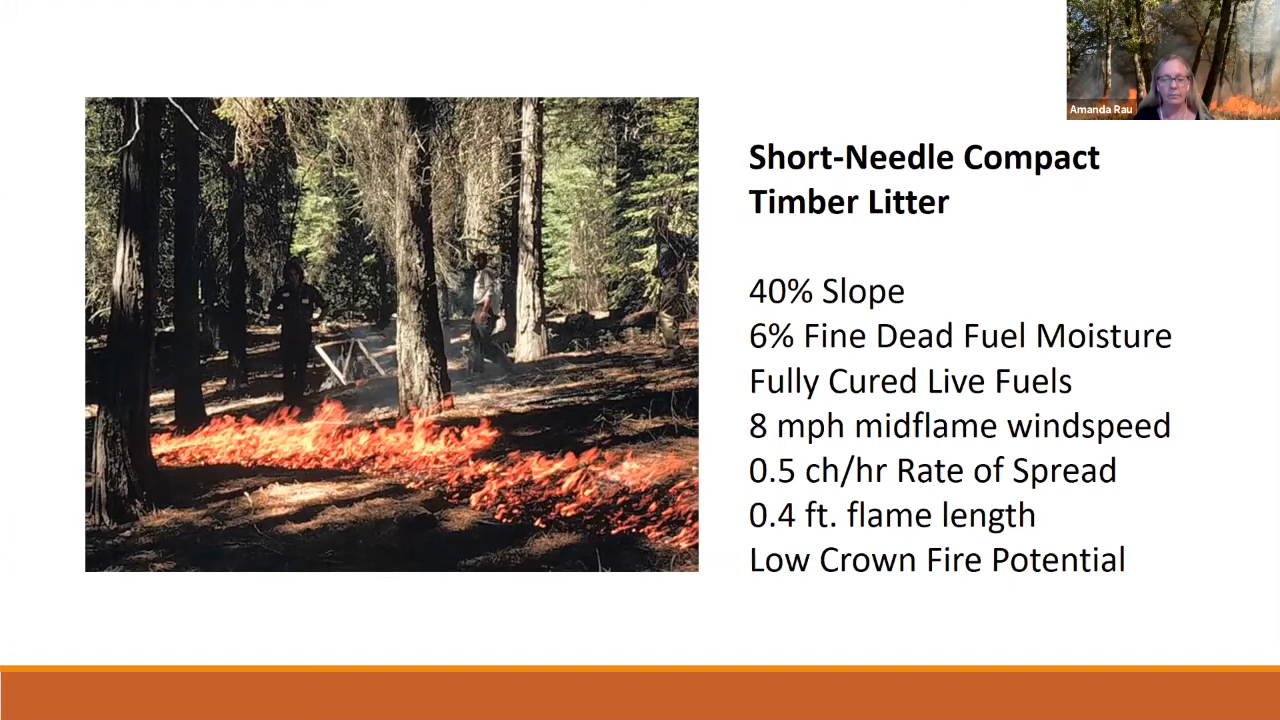 Amanda Rau
Short-Needle Compact
Timber Litter
40% Slope
6% Fine Dead Fuel Moisture
Fully Cured Live Fuels
8 mph midflame windspeed
0.5 ch/hr Rate of Spread
0.4 ft. flame length
Low Crown Fire Potential